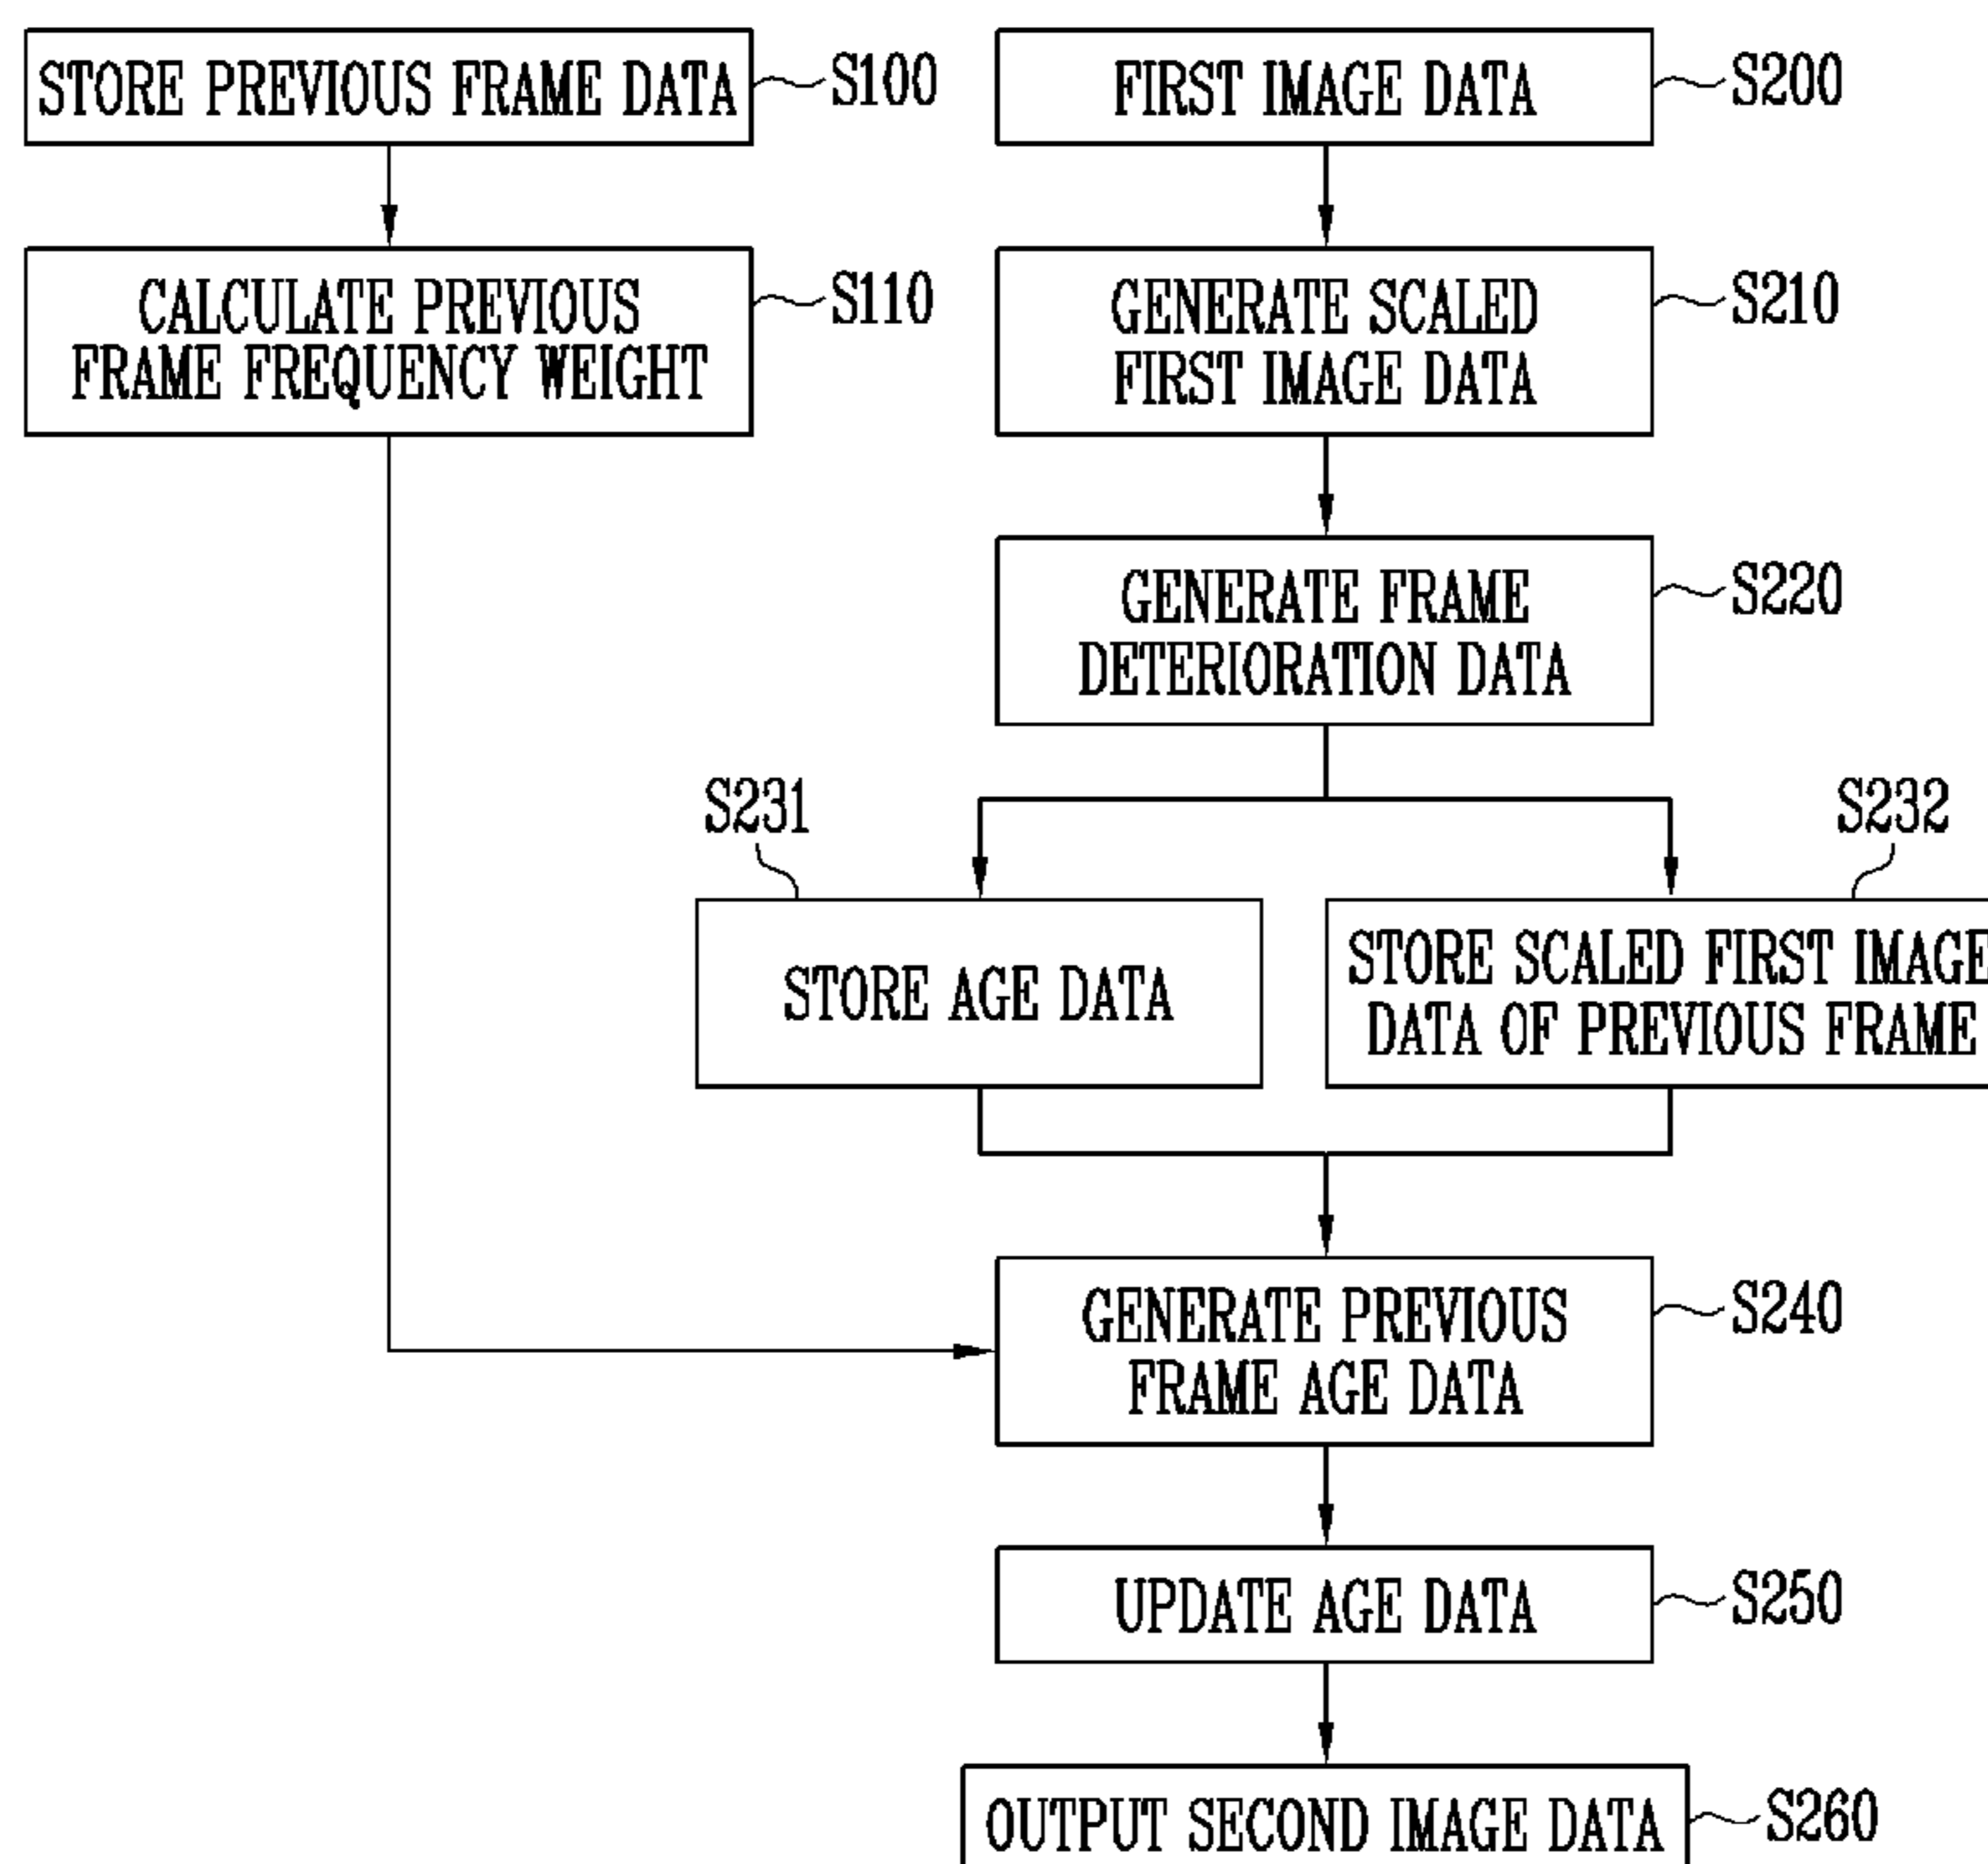 STORE PREVIOUS FRAME DATA
S100
FIRST IMAGE DATA
S200
CALCULATE PREVIOUS
FRAME FREQUENCY WEIGHT
S110
GENERATE SCALED
FIRST IMAGE DATA
S210
GENERATE FRAME
DETERIORATION DATA
S220
S231
S232
STORE AGE DATA
STORE SCALED FIRST IMAGE
DATA OF PREVIOUS FRAME
GENERATE PREVIOUS
FRAME AGE DATA
S240
UPDATE AGE DATA
S250
OUTPUT SECOND IMAGE DATA
S260